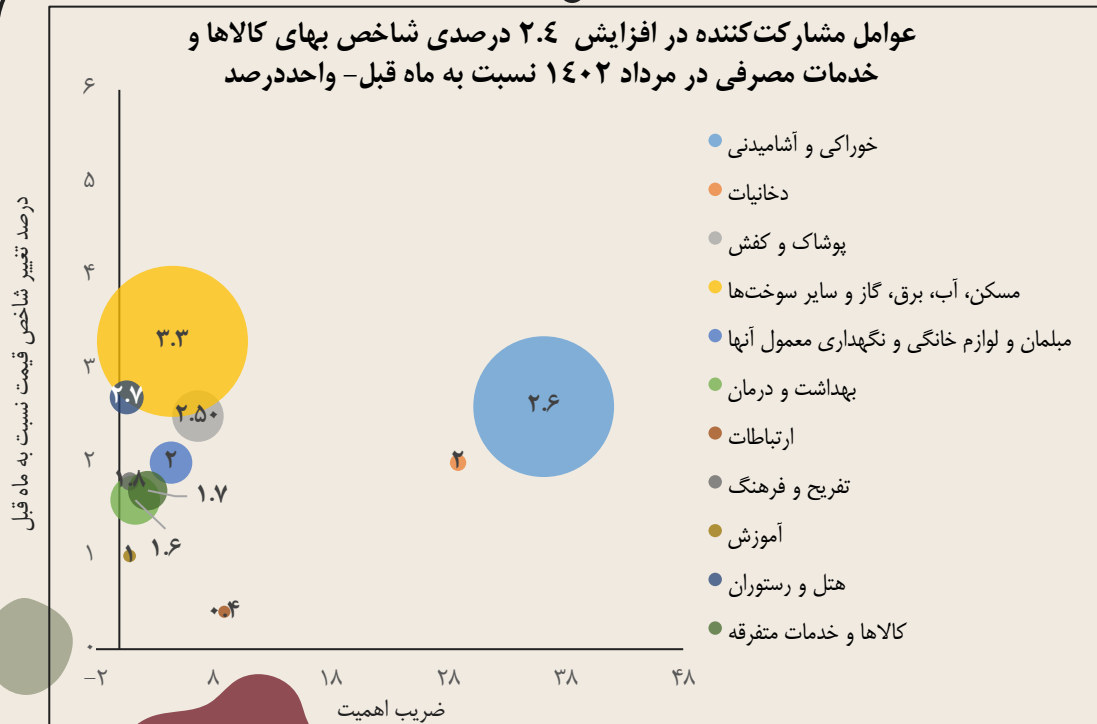 عوامل مشارکت‌کننده در افزایش ۲.٤ درصدی شاخص بهای کالاها و
خدمات مصرفی در مرداد ۱٤۰۲ نسبت به ماه قبل- واحددرصد
درصد تغییر شاخص قیمت نسبت به ماه قبل
۶
۵
۴
۳
۲
۱
۰
۳.۳
۲.۷
۲.۵۰
۲.۶
۲
۲
۱.۸
۱.۷
۱.۶
۱
۰.۴
خوراکی و آشامیدنی
دخانیات
پوشاک و کفش
مسکن، آب، برق، گاز و سایر سوخت‌ها
مبلمان و لوازم خانگی و نگهداری معمول آنها
بهداشت و درمان
ارتباطات
تفریح و فرهنگ
آموزش
هتل و رستوران
کالاها و خدمات متفرقه
-۲
۸
۱۸
۲۸
۳۸
۴۸
ضریب اهمیت